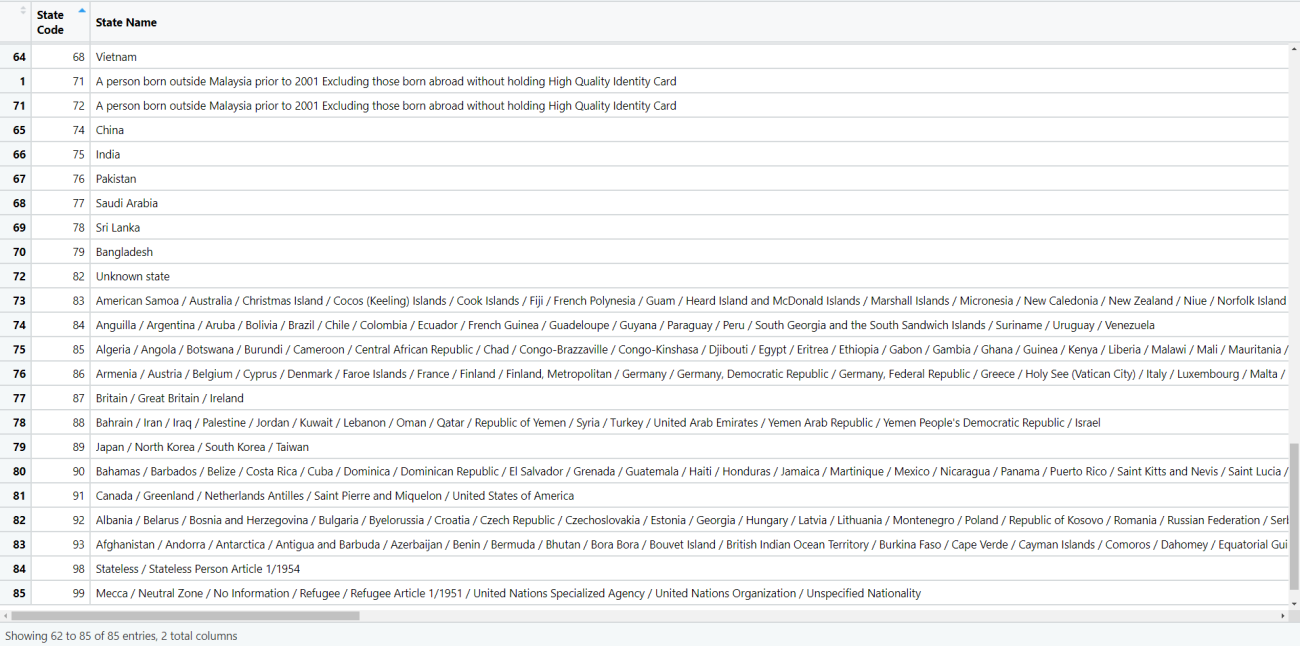 State Code State Name
64 68 Vietnam
1 71 A person born outside Malaysia prior to 2001 Excluding those born abroad without holding High Quality Identity Card
71 72 A person born outside Malaysia prior to 2001 Excluding those born abroad without holding High Quality Identity Card
65 74 China
66 75 India
67 76 Pakistan
68 77 Saudi Arabia
69 78 Sri Lanka
70 79 Bangladesh
72 82 Unknown state
73 83 American Samoa / Australia / Christmas Island / Cocos (Keeling) Islands / Cook Islands / Fiji / French Polynesia / Guam / Heard Island and McDonald Islands / Marshall Islands / Micronesia / New Caledonia / New Zealand / Niue / Norfolk Island
74 84 Anguilla / Argentina / Aruba / Bolivia / Brazil / Chile / Colombia / Ecuador / French Guinea / Guadeloupe / Guyana / Paraguay / Peru / South Georgia and the South Sandwich Islands / Suriname / Uruguay / Venezuela
75 85 Algeria / Angola / Botswana / Burundi / Cameroon / Central African Republic / Chad / Congo-Brazzaville / Congo-Kinshasa / Djibouti / Egypt / Eritrea / Ethiopia / Gabon / Gambia / Ghana / Guinea / Kenya / Liberia / Malawi / Mali / Mauritania /
76 86 Armenia / Austria / Belgium / Cyprus / Denmark / Faroe Islands / France / Finland / Finland, Metropolitan / Germany / Germany, Democratic Republic / Germany, Federal Republic / Greece / Holy See (Vatican City) / Italy / Luxembourg / Malta /
77 87 Britain / Great Britain / Ireland
78 88 Bahrain / Iran / Iraq / Palestine / Jordan / Kuwait / Lebanon / Oman / Qatar / Republic of Yemen / Syria / Turkey / United Arab Emirates / Yemen Arab Republic / Yemen People's Democratic Republic / Israel
79 89 Japan / North Korea / South Korea / Taiwan
80 90 Bahamas / Barbados / Belize / Costa Rica / Cuba / Dominica / Dominican Republic / El Salvador / Grenada / Guatemala / Haiti / Honduras / Jamaica / Martinique / Mexico / Nicaragua / Panama / Puerto Rico / Saint Kitts and Nevis / Saint Lucia /
81 91 Canada / Greenland / Netherlands Antilles / Saint Pierre and Miquelon / United States of America
82 92 Albania / Belarus / Bosnia and Herzegovina / Bulgaria / Byelorussia / Croatia / Czech Republic / Czechoslovakia / Estonia / Georgia / Hungary / Latvia / Lithuania / Montenegro / Poland / Republic of Kosovo / Romania / Russian Federation /
83 93 Afghanistan / Andorra / Antarctica / Antigua and Barbuda / Azerbaijan / Benin / Bermuda / Bhutan / Bora Bora / Bouvet Island / British Indian Ocean Territory / Burkina Faso / Cape Verde / Cayman Islands / Comoros / Dahomey / Equatorial Gui
84 98 Stateless / Stateless Person Article 1/1954
85 99 Mecca / Neutral Zone / No Information / Refugee / Refugee Article 1/1951 / United Nations Specialized Agency / United Nations Organization / Unspecified Nationality
Showing 62 to 85 of 85 entries, 2 total columns